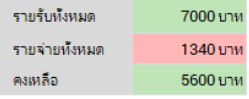 รายรับทั้งหมด 7000 บาท
รายจ่ายทั้งหมด 1340 บาท
คงเหลือ 5600 บาท